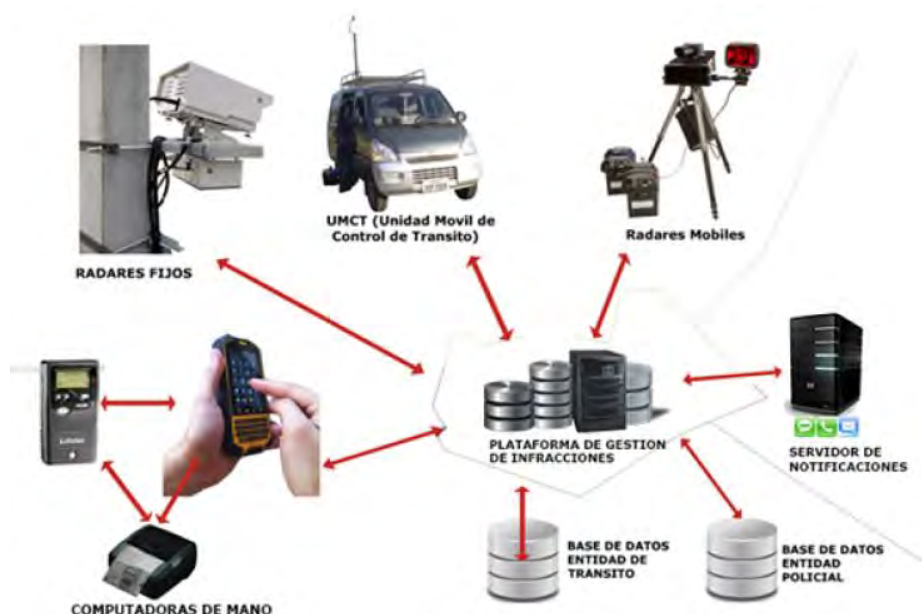 UMCT (Unidad Movil de
Control de Transito)
Radares Mobiles
RADARES FIJOS
PLATAFORMA DE GESTION
DE INFRACCIONES
SERVIDOR DE
NOTIFICACIONES
BASE DE DATOS
ENTIDAD DE
TRANSITO
BASE DE DATOS
ENTIDAD
POLICIAL
COMPUTADORAS DE MANO